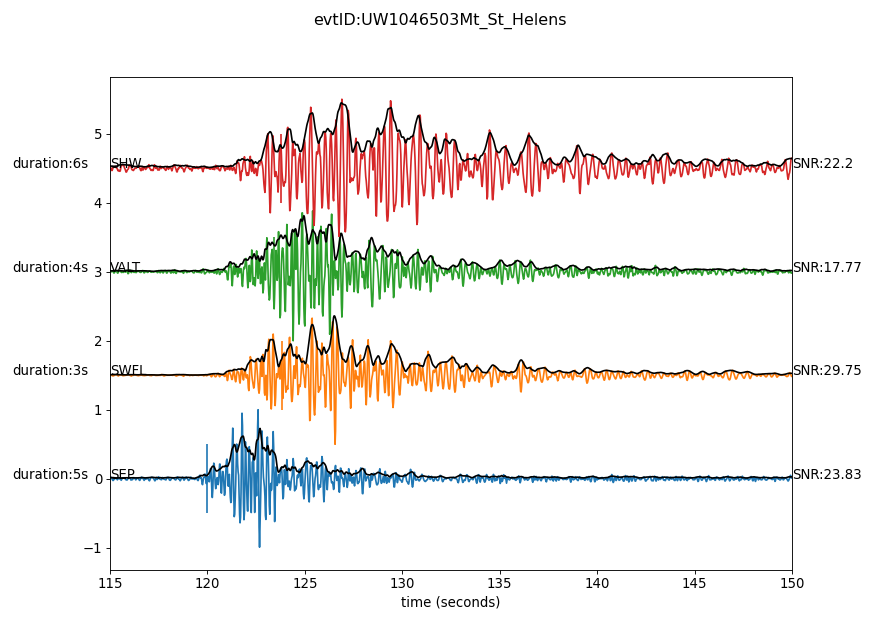 evtID:UW1046503Mt_St_Helens
5
duration:6s SHW SNR:22.2
4
duration:4s VALT SNR:17.77
3
2
duration:3s SWFL SNR:29.75
1
duration:5s SEP SNR:23.83
0
−1
115 120 125 130 135 140 145 150
time (seconds)